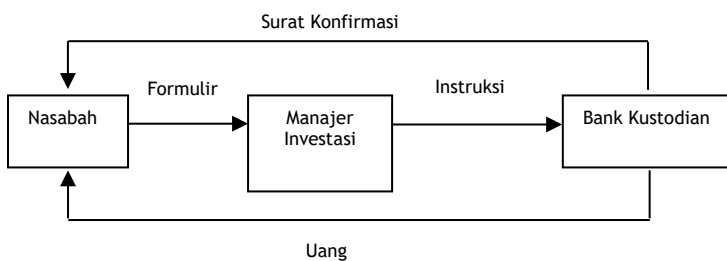 Surat Konfirmasi
Formulir
Instruksi
Nasabah
Manajer
Investasi
Bank Kustodian
Uang